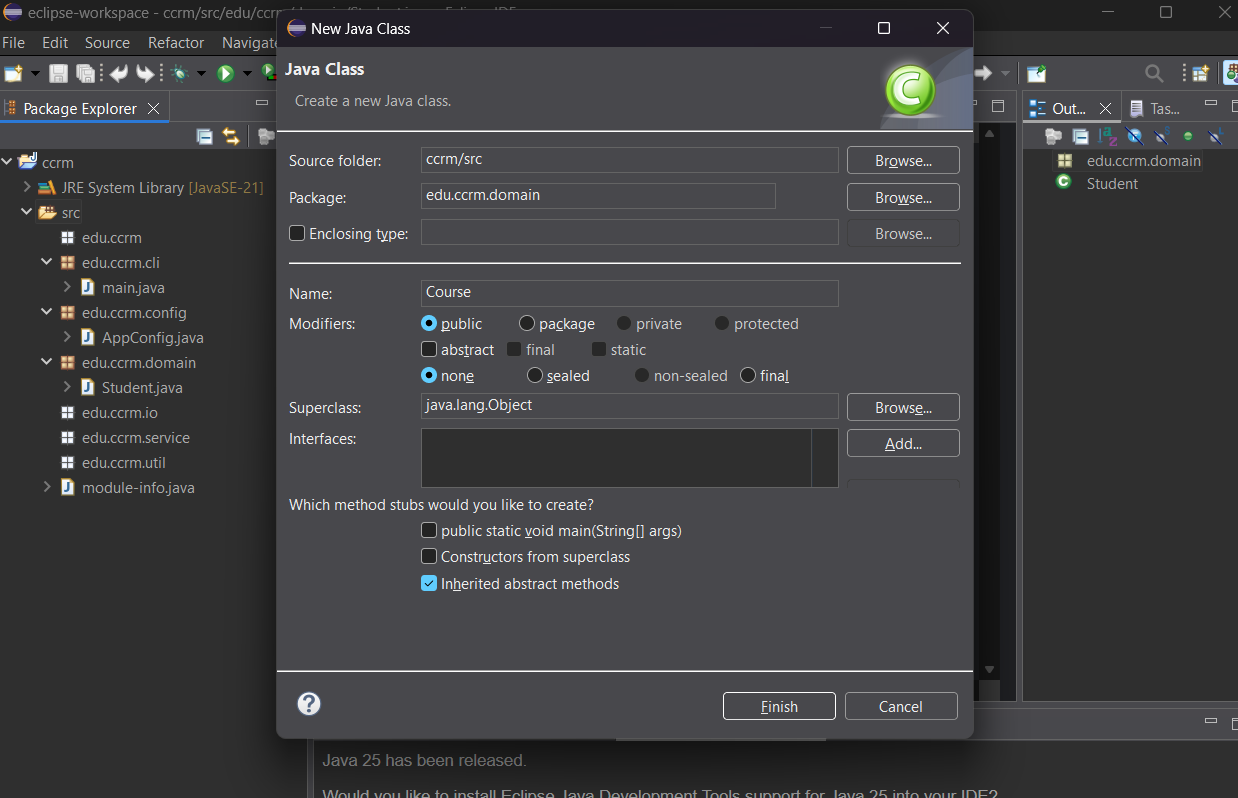 eclipse-workspace - ccrm/src/edu/ccrm
File Edit Source Refactor Navigate
New Java Class
Java Class
Create a new Java class.
C
Package Explorer
ccrm
JRE System Library [JavaSE-21]
src
edu.ccrm
edu.ccrm.cli
main.java
edu.ccrm.config
AppConfig.java
edu.ccrm.domain
Student.java
edu.ccrm.io
edu.ccrm.service
edu.ccrm.util
module-info.java
Source folder: ccrm/src Browse...
Package: edu.ccrm.domain Browse...
Enclosing type: Browse...
Name: Course
Modifiers: public package private protected
abstract final static
none sealed non-sealed final
Superclass: java.lang.Object Browse...
Interfaces: Add...
Which method stubs would you like to create?
public static void main(String[] args)
Constructors from superclass
Inherited abstract methods
?
Finish Cancel
Out... Tas...
edu.ccrm.domain
Student
Java 25 has been released.
Would you like to install Eclipse Java Development Tools support for Java 25 into your IDE?